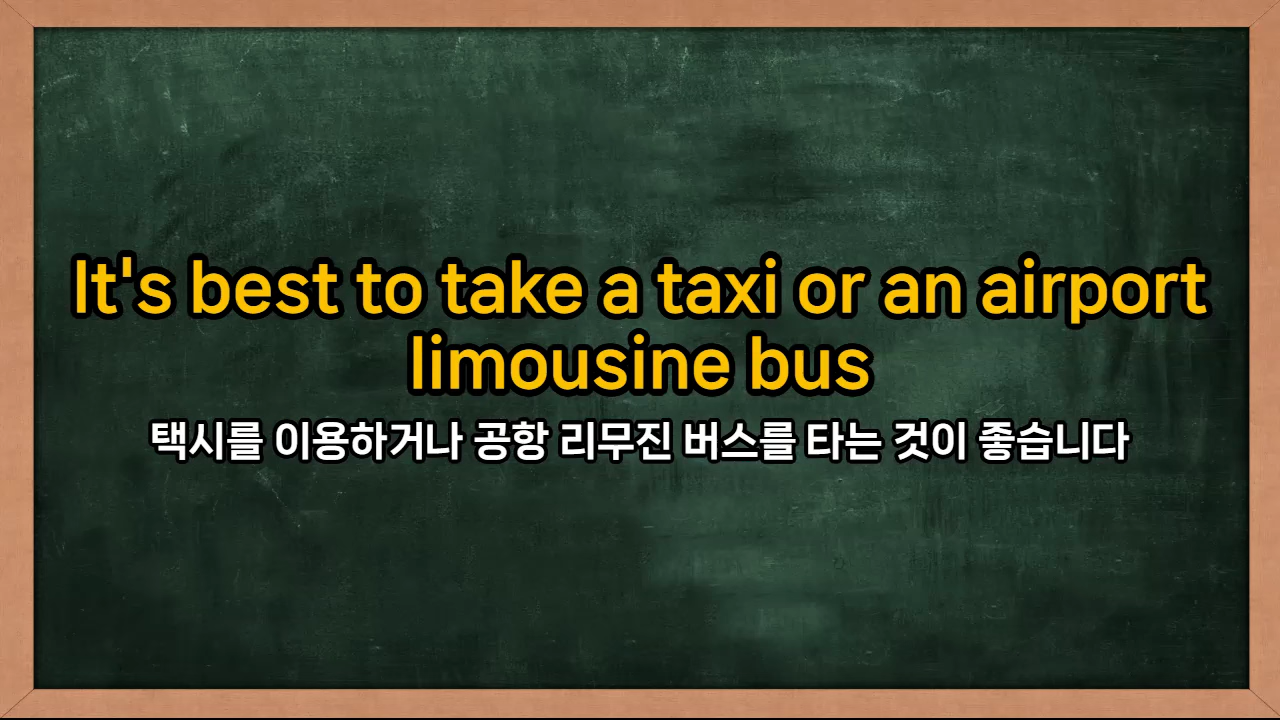 It's best to take a taxi or an airport
limousine bus
택시를 이용하거나 공항 리무진 버스를 타는 것이 좋습니다